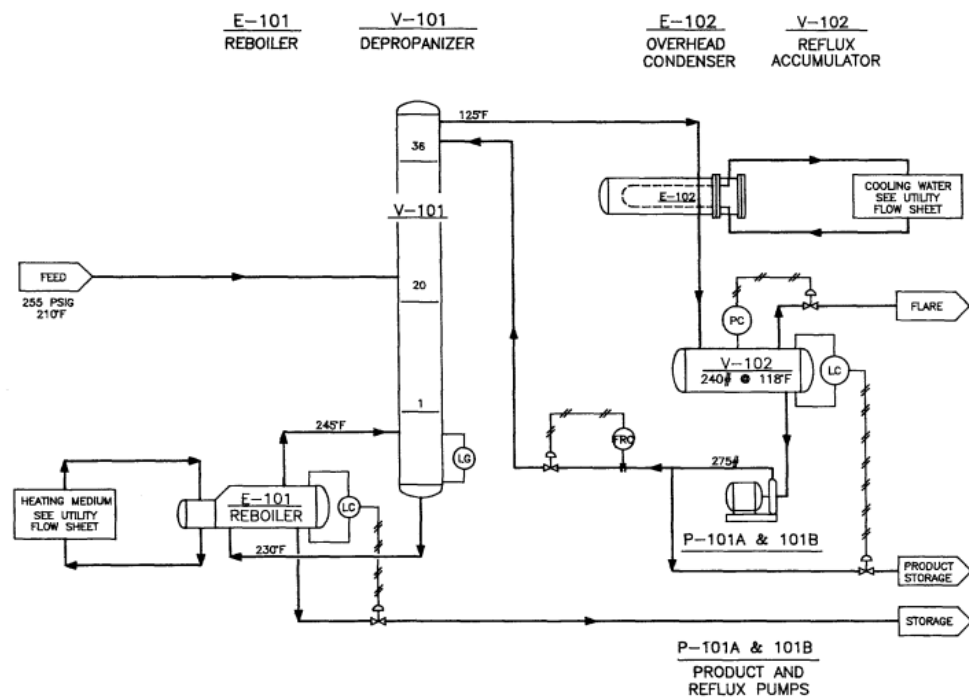 E-101
REBOILER
V-101
DEPROPANIZER
E-102
OVERHEAD
CONDENSER
V-102
REFLUX
ACCUMULATOR
125°F
36
E-102
COOLING WATER
SEE UTILITY
FLOW SHEET
V-101
FEED
255 PSIG
210°F
20
PC
FLARE
V-102
240# @ 118°F
LC
1
245°F
FRC
LG
275#
HEATING MEDIUM
SEE UTILITY
FLOW SHEET
E-101
REBOILER
LC
P-101A & 101B
230°F
PRODUCT
STORAGE
STORAGE
P-101A & 101B
PRODUCT AND
REFLUX PUMPS